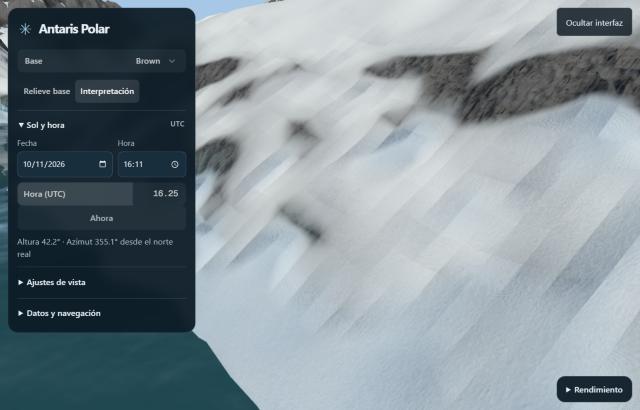 Antaris Polar
Ocultar interfaz
Base Brown
Relieve base Interpretación
▼ Sol y hora UTC
Fecha Hora
10/11/2026 16:11
Hora (UTC) 16.25
Ahora
Altura 42.2° · Azimut 355.1° desde el norte
real
▶ Ajustes de vista
▶ Datos y navegación
▶ Rendimiento